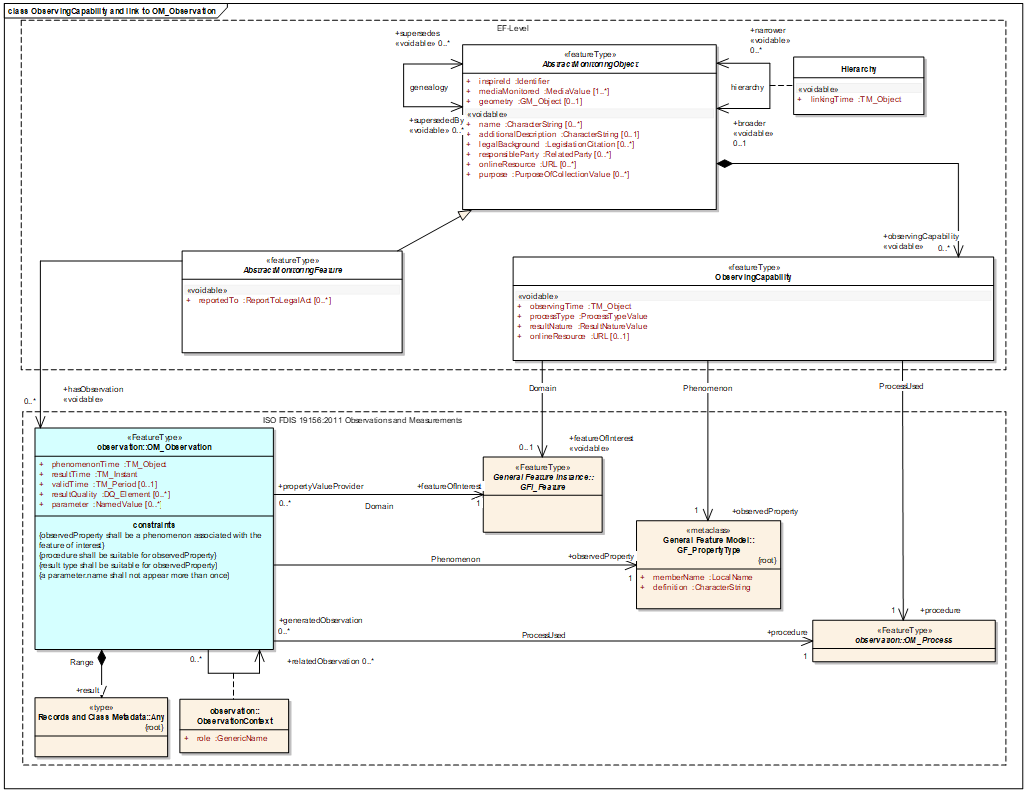 class ObservingCapability and link to OM_Observation
EF-Level
+supersedes
«voidable» 0..*
genealogy
+supersededBy
«voidable» 0..*
«featureType»
AbstractMonitoringObject
+ inspireId :Identifier
+ mediaMonitored :MediaValue [1..*]
+ geometry :GM_Object [0..1]
«voidable»
+ name :CharacterString [0..*]
+ additionalDescription :CharacterString [0..1]
+ legalBackground :LegislationCitation [0..*]
+ responsibleParty :RelatedParty [0..*]
+ onlineResource :URL [0..*]
+ purpose :PurposeOfCollectionValue [0..*]
+narrower
«voidable»
0..*
hierarchy
+broader
«voidable»
0..1
Hierarchy
«voidable»
+ linkingTime :TM_Object
+observingCapability
«voidable» 0..*
«featureType»
AbstractMonitoringFeature
«voidable»
+ reportedTo :ReportToLegalAct [0..*]
«featureType»
ObservingCapability
«voidable»
+ observingTime :TM_Object
+ processType :ProcessTypeValue
+ resultNature :ResultNatureValue
+ onlineResource :URL [0..1]
+hasObservation
0..* «voidable»
Domain
Phenomenon
ProcessUsed
ISO FDIS 19156:2011 Observations and Measurements
«FeatureType»
observation::OM_Observation
+ phenomenonTime :TM_Object
+ resultTime :TM_Instant
+ validTime :TM_Period [0..1]
+ resultQuality :DQ_Element [0..*]
+ parameter :NamedValue [0..*]
constraints
{observedProperty shall be a phenomenon associated with the
feature of interest}
{procedure shall be suitable for observedProperty}
{result type shall be suitable for observedProperty}
{a parameter.name shall not appear more than once}
0..1
+featureOfInterest
«voidable»
«FeatureType»
General Feature Instance::
GFI_Feature
+propertyValueProvider
0..*
Domain
+featureOfInterest
1
1
+observedProperty
«metaclass»
General Feature Model::
GF_PropertyType
{root}
+ memberName :LocalName
+ definition :CharacterString
Phenomenon
+observedProperty
1
+generatedObservation
0..*
ProcessUsed
+procedure
1
1
+procedure
«FeatureType»
observation::OM_Process
Range
+result
0..*
+relatedObservation 0..*
«type»
Records and Class Metadata::Any
{root}
observation::
ObservationContext
+ role :GenericName